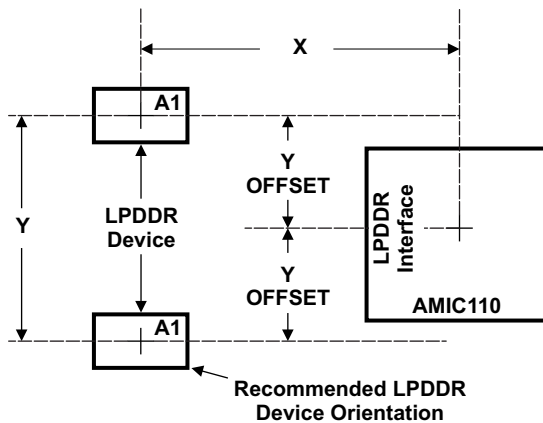 X
A1
Y
OFFSET
Y
LPDDR
Device
LPDDR
Interface
Y
OFFSET
A1
AMIC110
Recommended LPDDR
Device Orientation